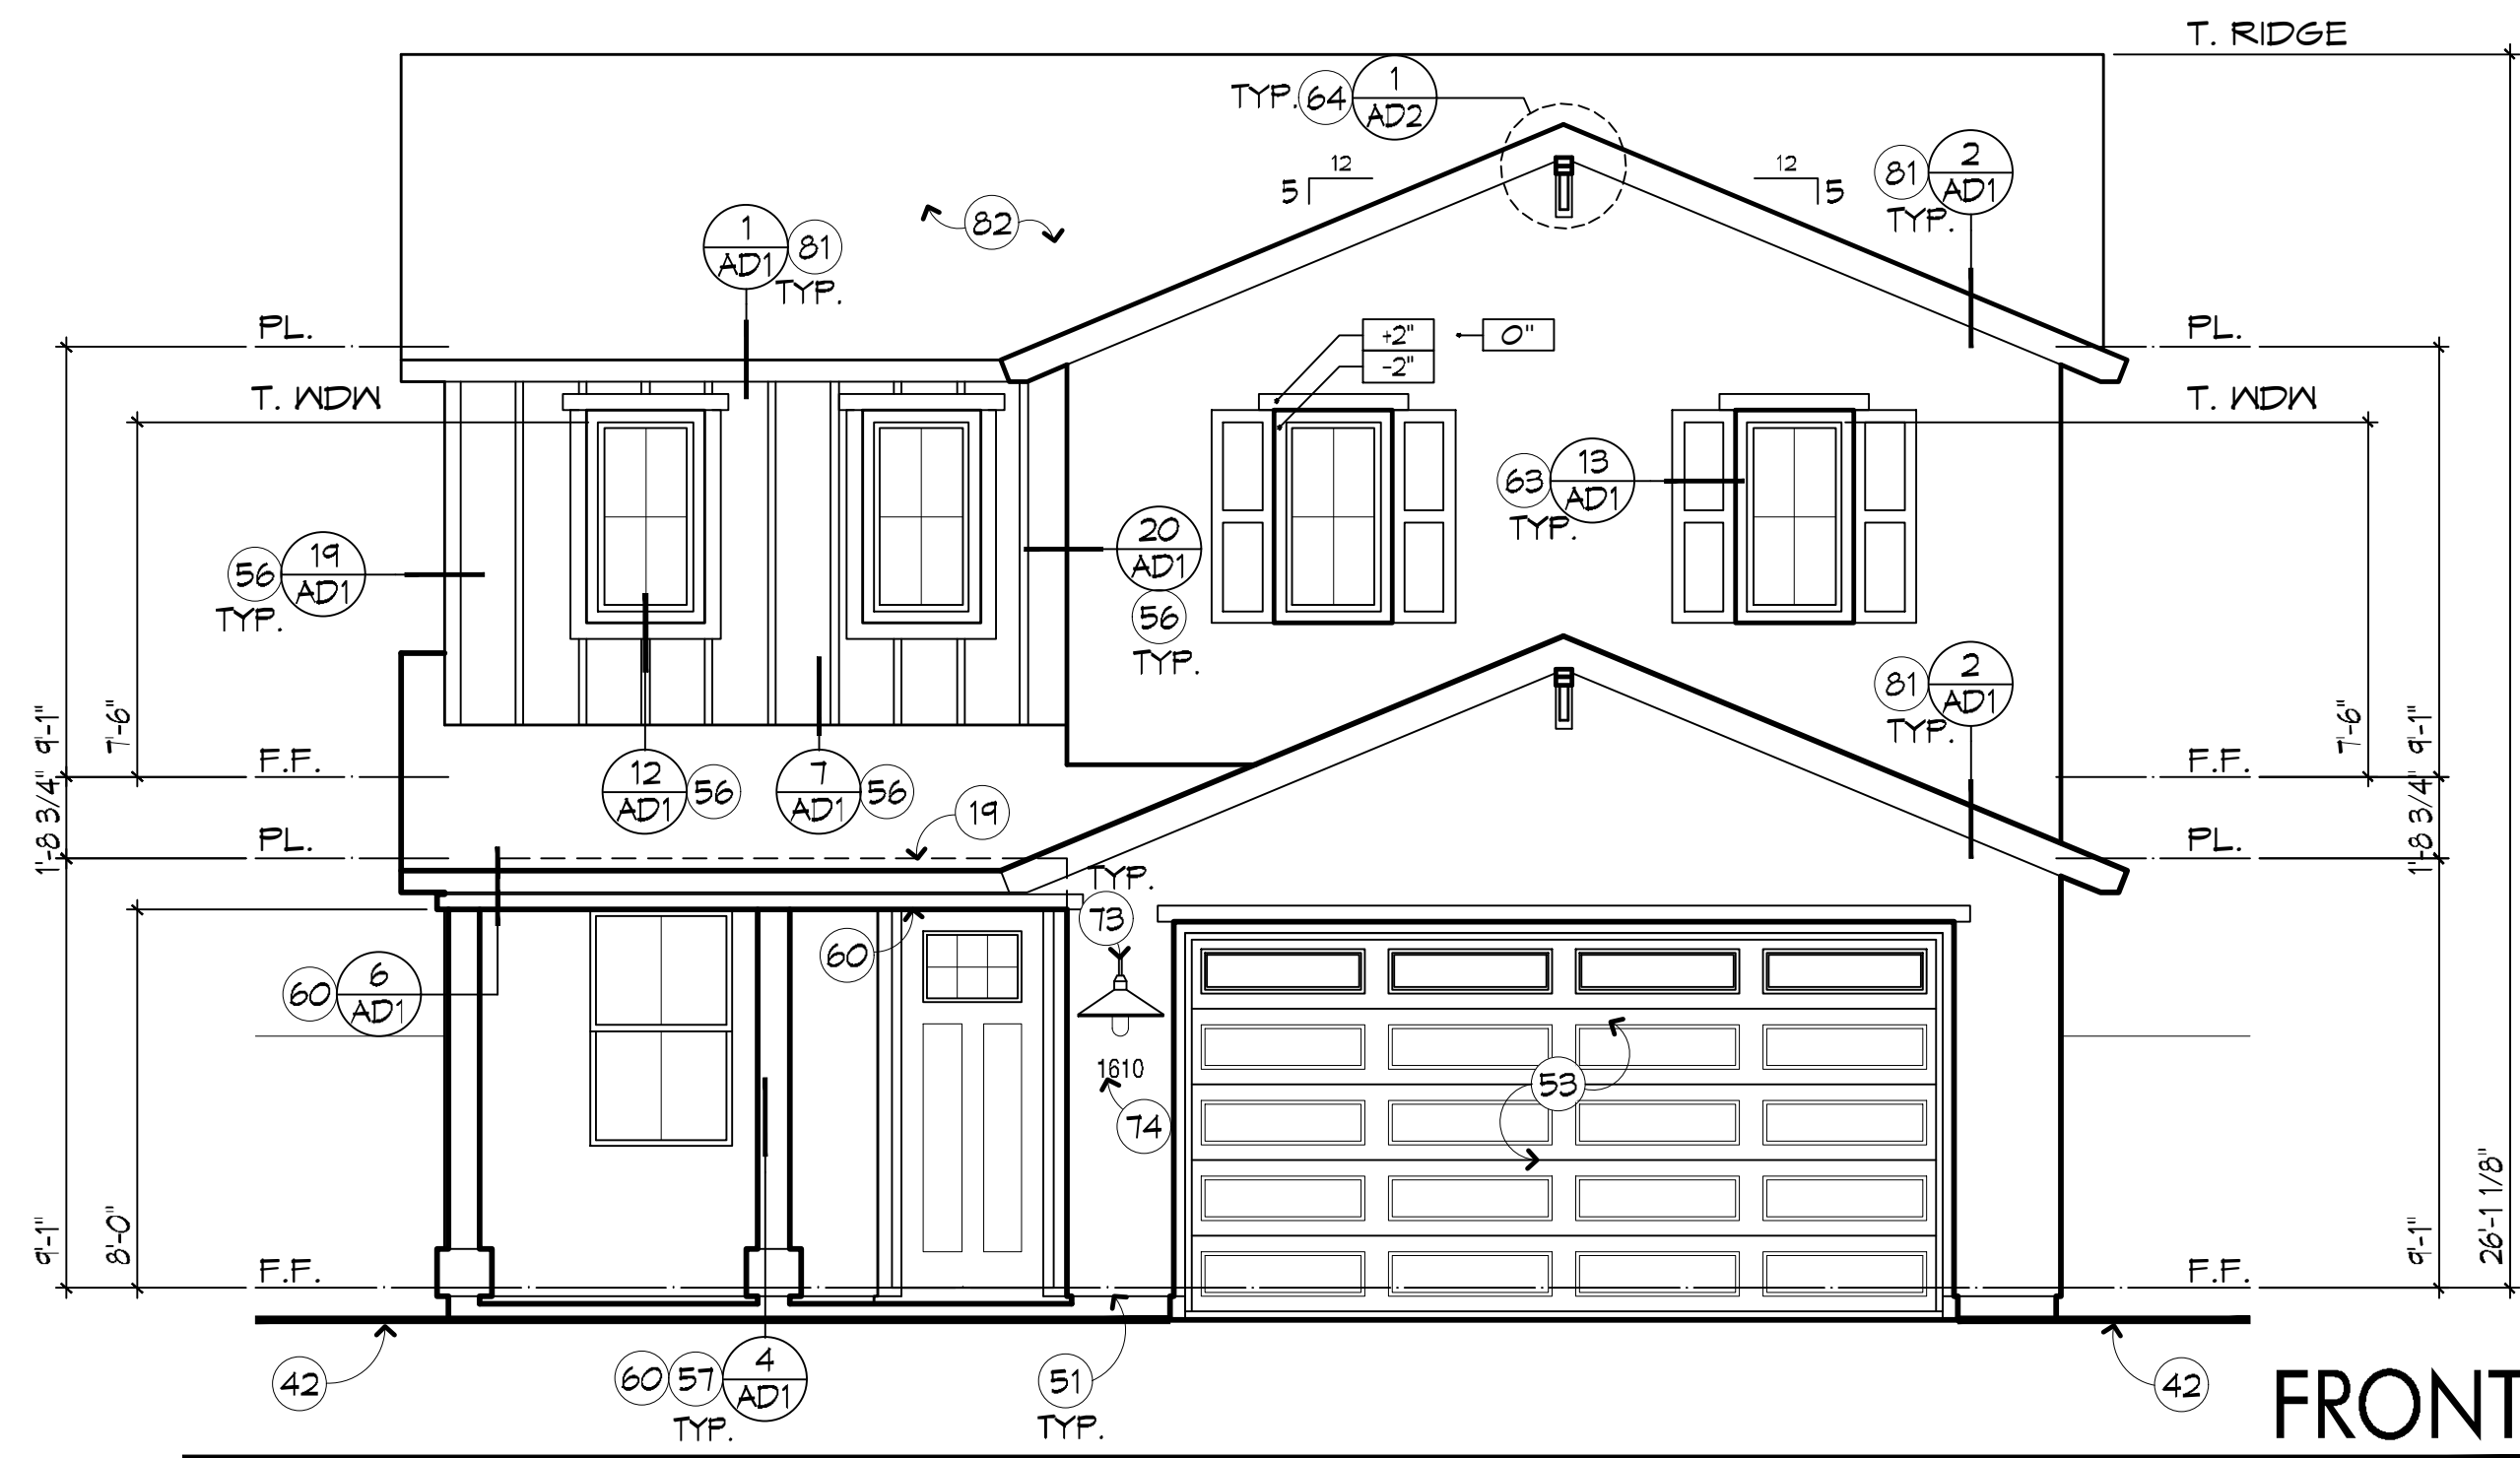 T. RIDGE
TYP. 64 1
AD2
12
5
12
5
81 2
AD1
TYP.
82
1
AD1 81
TYP.
PL.
PL.
+2"
-2"
0"
T. WDW
T. WDW
63 13
AD1
TYP.
56 19
AD1
TYP.
20
AD1
56
TYP.
81 2
AD1
TYP.
9'-1"
7'-6"
7'-6"
9'-1"
F.F.
F.F.
12
AD1 56
7
AD1 56
19
1'-8 3/4"
1'-8 3/4"
PL.
PL.
TYP.
73
60
60 6
AD1
1610
53
74
9'-1"
8'-0"
9'-1"
26'-1 1/8"
F.F.
F.F.
42
60 57 4
AD1
TYP.
51
TYP.
42
FRONT